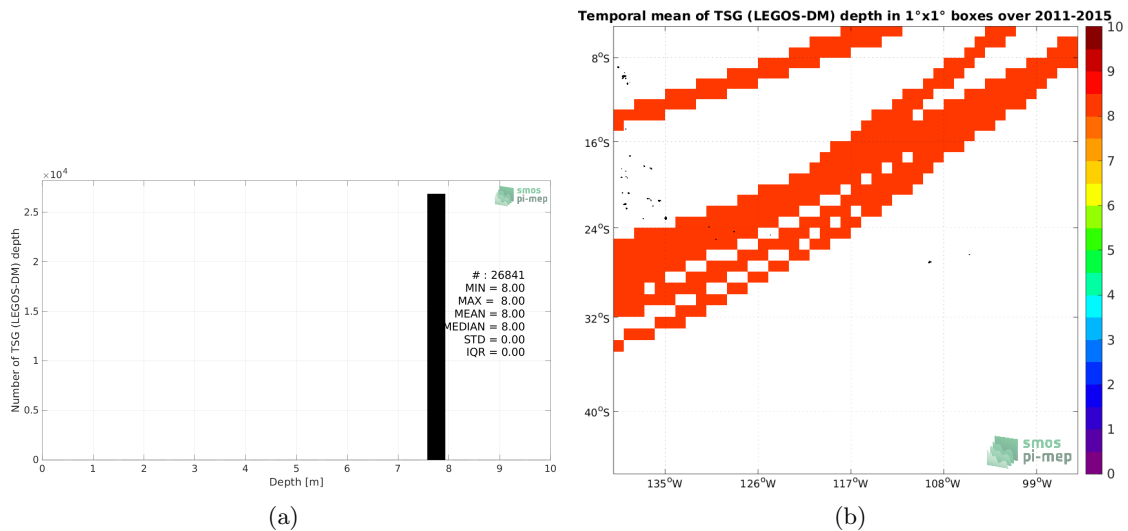 ×10⁴
2.5
2
1.5
1
0.5
0
0 1 2 3 4 5 6 7 8 9 10
Number of TSG (LEGOS-DM) depth
Depth [m]
smos
pi-mep
# : 26841
MIN = 8.00
MAX = 8.00
MEAN = 8.00
MEDIAN = 8.00
STD = 0.00
IQR = 0.00
(a)
Temporal mean of TSG (LEGOS-DM) depth in 1°x1° boxes over 2011-2015
8°S
16°S
24°S
32°S
40°S
135°W 126°W 117°W 108°W 99°W
smos
pi-mep
10
9
8
7
6
5
4
3
2
1
0
(b)